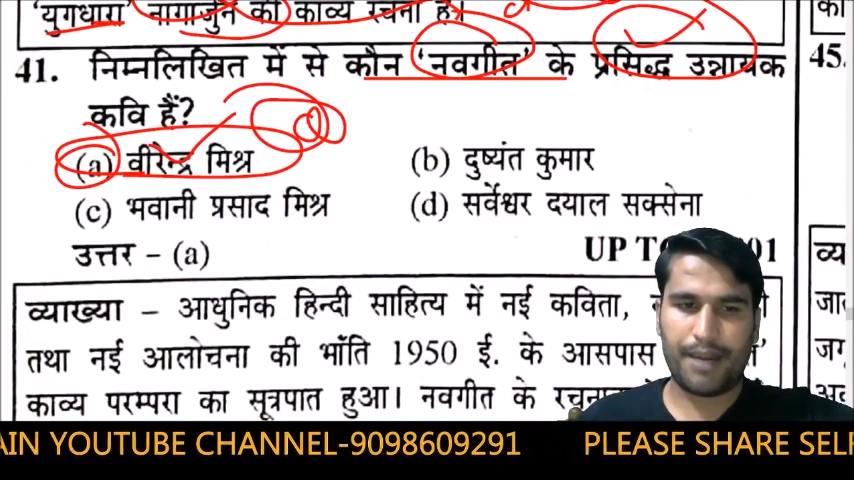 'युगधारा' नागार्जुन की काव्य रचना है।
41. निम्नलिखित में से कौन 'नवगीत' के प्रसिद्ध उन्नायक
कवि हैं?
(a) वीरेन्द्र मिश्र (b) दुष्यंत कुमार
(c) भवानी प्रसाद मिश्र (d) सर्वेश्वर दयाल सक्सेना
उत्तर – (a) UP
व्याख्या – आधुनिक हिन्दी साहित्य में नई कविता,
तथा नई आलोचना की भाँति 1950 ई. के आसपास
काव्य परम्परा का सूत्रपात हुआ। नवगीत के
45.
AIN YOUTUBE CHANNEL-9098609291 PLEASE SHARE SELF